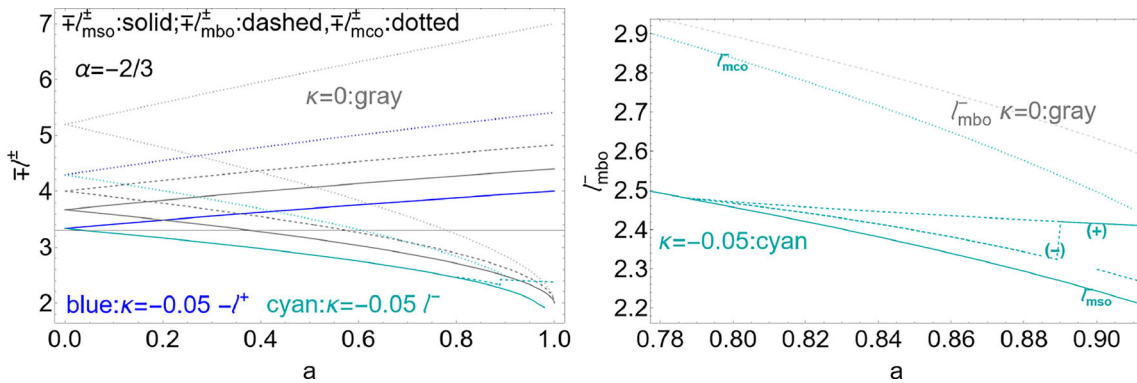 ∓ℓ±mso:solid;∓ℓ±mbo:dashed,∓ℓ±mco:dotted
α=−2/3
κ=0:gray
blue:κ=−0.05 −ℓ⁺ cyan:κ=−0.05 ℓ⁻
∓ℓ±
7
6
5
4
3
2
0.0 0.2 0.4 0.6 0.8 1.0
a
ℓ⁻mbo
2.9
2.8
2.7
2.6
2.5
2.4
2.3
2.2
ℓ⁻mco
ℓ⁻mbo κ=0:gray
κ=−0.05:cyan
(−)
(+)
ℓ⁻mso
0.78 0.80 0.82 0.84 0.86 0.88 0.90
a